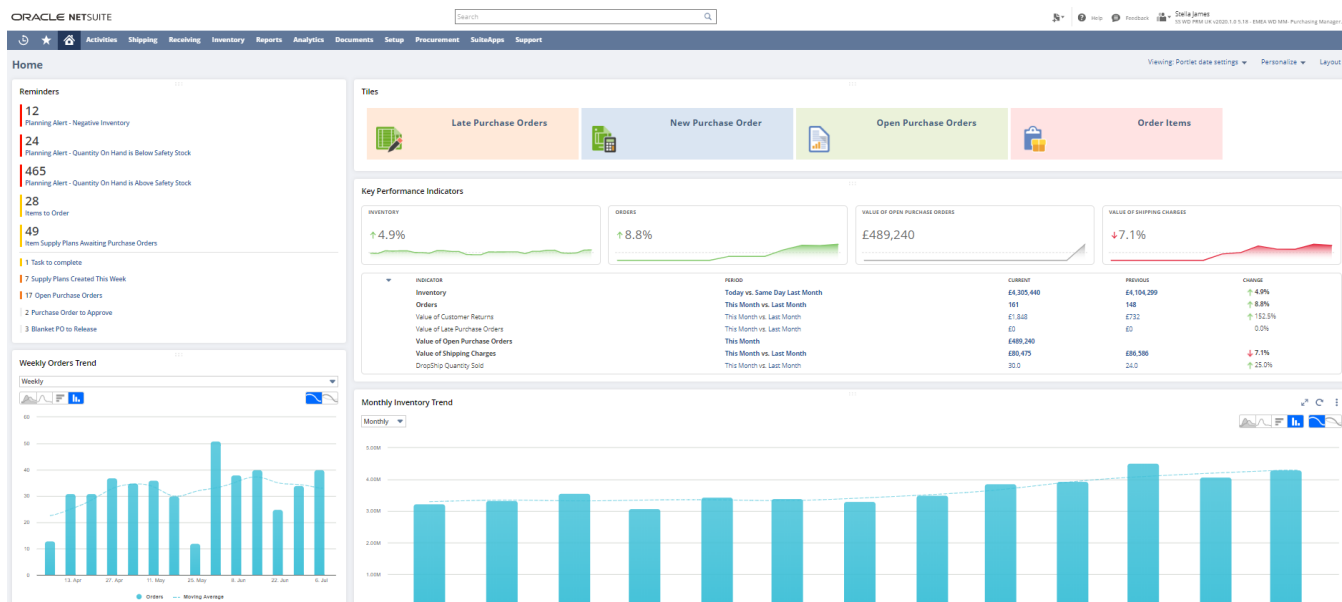 ORACLE NETSUITE
Search
Help
Feedback
Stella James
Activities Shipping Receiving Inventory Reports Analytics Documents Setup Procurement SuiteApps Support
Home
Viewing: Portlet date settings Personalize Layout
Reminders
12
Planning Alert - Negative Inventory
24
Planning Alert - Quantity On Hand is Below Safety Stock
465
Planning Alert - Quantity On Hand is Above Safety Stock
28
Items to Order
49
Item Supply Plans Awaiting Purchase Orders
1 Task to complete
7 Supply Plans Created This Week
17 Open Purchase Orders
2 Purchase Order to Approve
3 Blanket PO to Release
Tiles
Late Purchase Orders
New Purchase Order
Open Purchase Orders
Order Items
Key Performance Indicators
INVENTORY
4.9%
ORDERS
8.8%
VALUE OF OPEN PURCHASE ORDERS
£489,240
VALUE OF SHIPPING CHARGES
7.1%
INDICATOR PERIOD CURRENT PREVIOUS CHANGE
Inventory Today vs. Same Day Last Month £4,305,440 £4,104,299 4.9%
Orders This Month vs. Last Month 161 148 8.8%
Value of Customer Returns This Month vs. Last Month £1,848 £732 152.5%
Value of Late Purchase Orders This Month vs. Last Month £0 £0 0.0%
Value of Open Purchase Orders This Month £489,240
Value of Shipping Charges This Month vs. Last Month £80,475 £86,586 7.1%
DropShip Quantity Sold This Month vs. Last Month 30.0 24.0 25.0%
Weekly Orders Trend
Weekly
60
50
40
30
20
10
0
13. Apr 27. Apr 11. May 25. May 8. Jun 22. Jun 6. Jul
Orders Moving Average
Monthly Inventory Trend
Monthly
5.00M
4.00M
3.00M
2.00M
1.00M